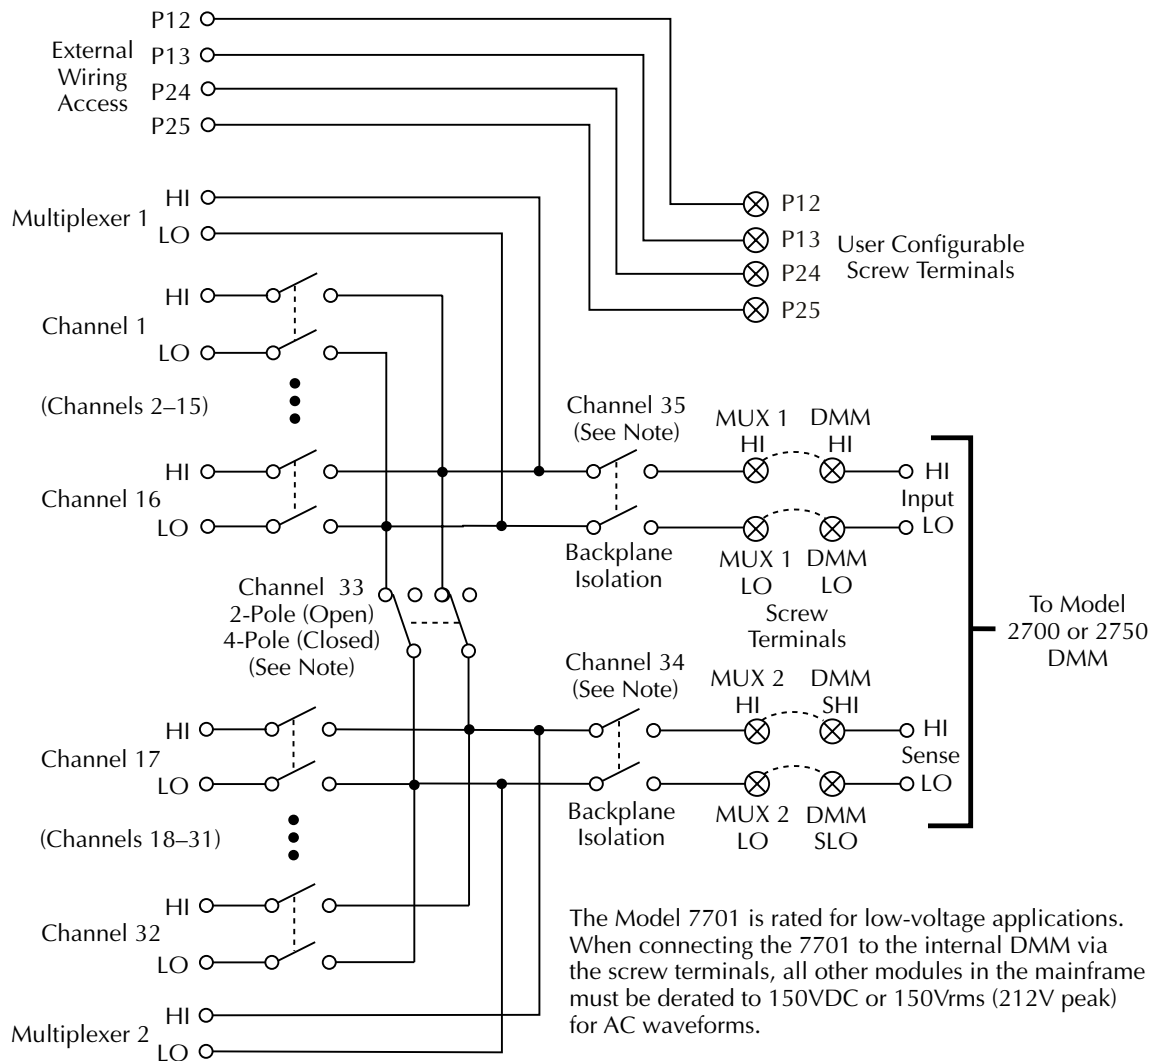 P12
External
Wiring
Access
P13
P24
P25
Multiplexer 1
HI
LO
P12
P13
P24
P25
User Configurable
Screw Terminals
Channel 1
HI
LO
(Channels 2–15)
Channel 16
HI
LO
Channel 35
(See Note)
Backplane
Isolation
MUX 1
HI
DMM
HI
HI
Input
LO
MUX 1
LO
DMM
LO
Screw
Terminals
Channel 33
2-Pole (Open)
4-Pole (Closed)
(See Note)
To Model
2700 or 2750
DMM
Channel 34
(See Note)
MUX 2
HI
DMM
SHI
HI
Sense
LO
Channel 17
HI
LO
Backplane
Isolation
MUX 2
LO
DMM
SLO
(Channels 18–31)
Channel 32
HI
LO
Multiplexer 2
HI
LO
The Model 7701 is rated for low-voltage applications.
When connecting the 7701 to the internal DMM via
the screw terminals, all other modules in the mainframe
must be derated to 150VDC or 150Vrms (212V peak)
for AC waveforms.